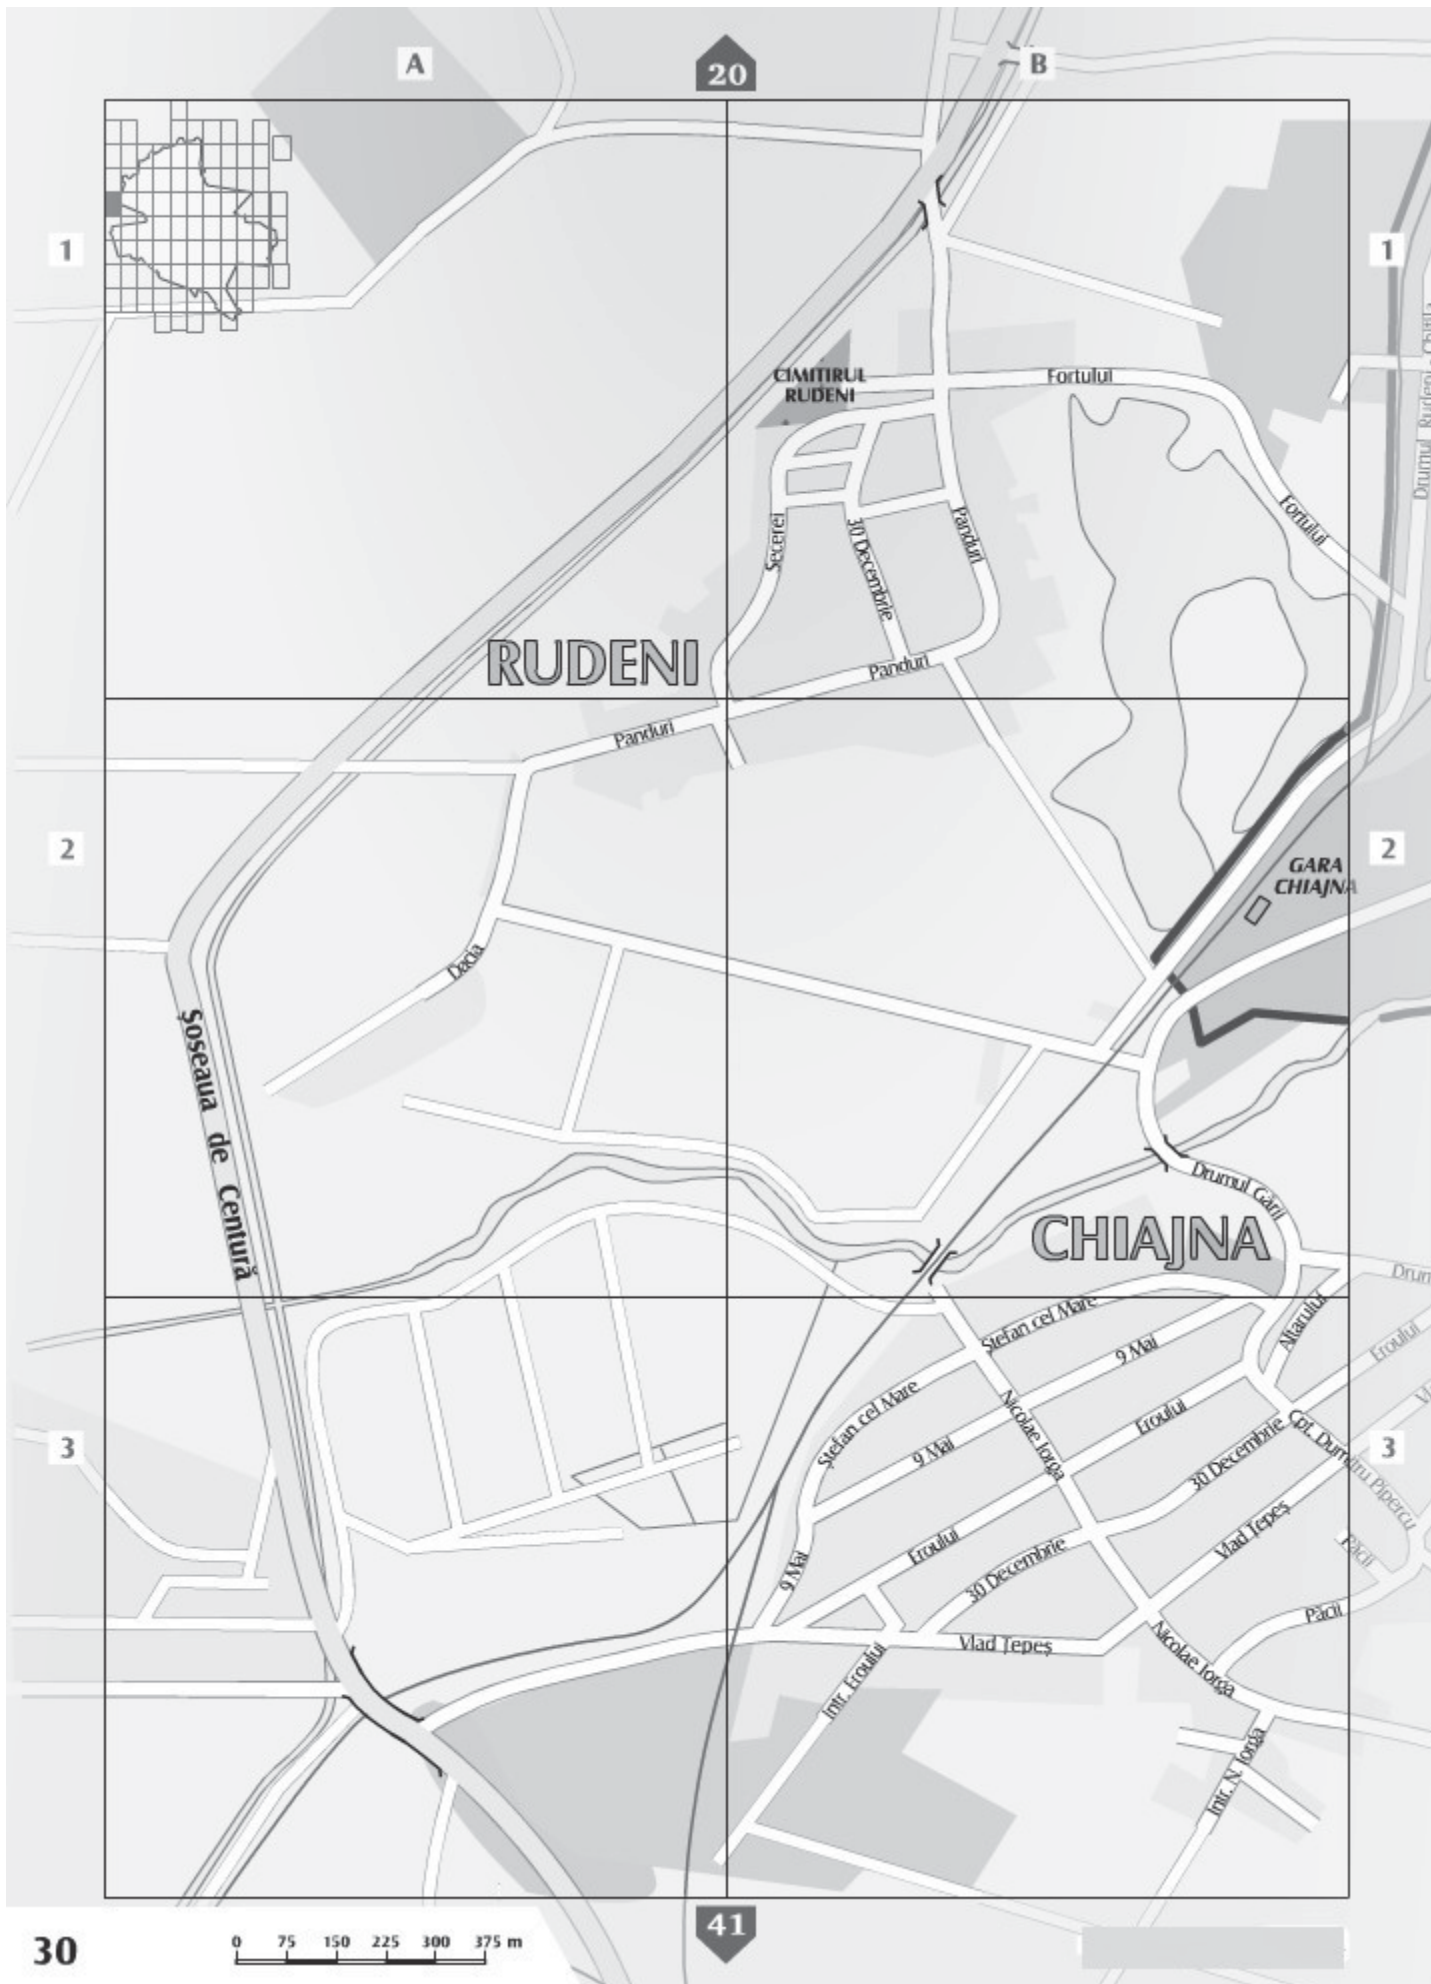 A
20
B
1
1
CIMITIRUL
RUDENI
Fortului
Drumul Rudeni - Chitila
Fortului
Secerei
30 Decembrie
Panduri
RUDENI
Panduri
Panduri
2
2
GARA
CHIAJNA
Dacia
Şoseaua de Centură
Drumul Gării
CHIAJNA
Drum
Ştefan cel Mare
Altarului
Eroului
9 Mai
Ştefan cel Mare
Nicolae Iorga
Eroului
Cpt. Dumitru Pipercu
3
9 Mai
30 Decembrie
3
Vlad Ţepeş
Eroului
Păcii
9 Mai
30 Decembrie
Păcii
Vlad Ţepeş
Nicolae Iorga
Intr. Eroului
Intr. N. Iorga
30
0 75 150 225 300 375 m
41